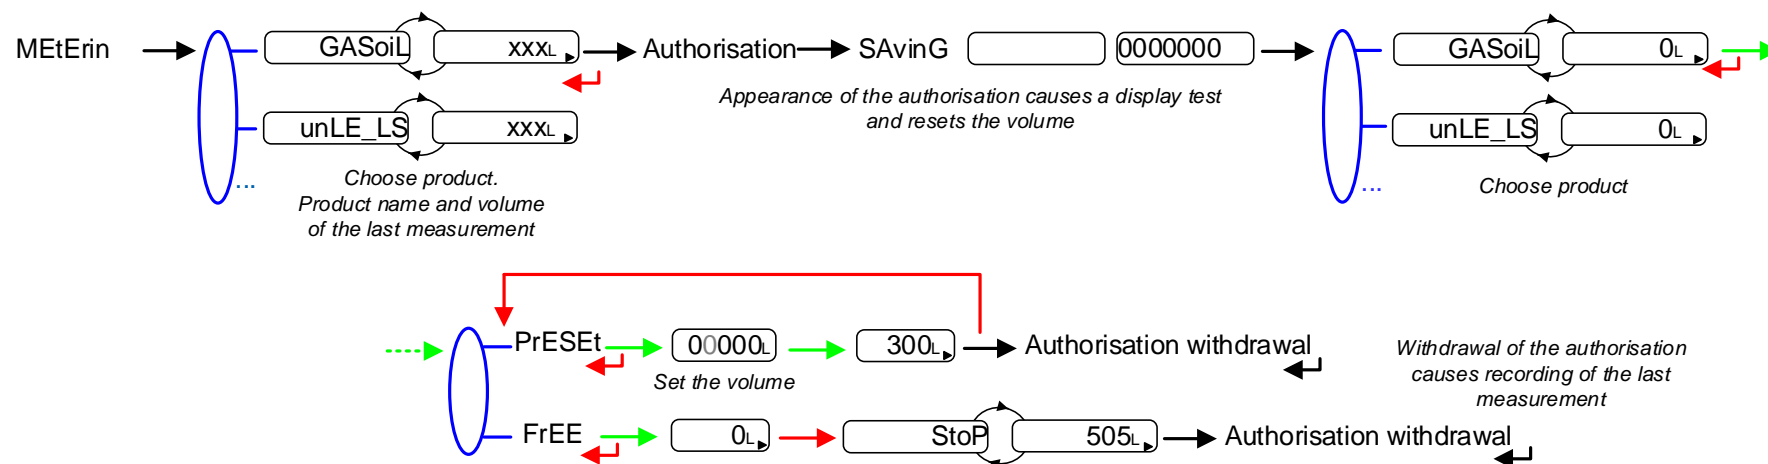 MEtErin
GASoiL
xxxL
unLE_LS
xxxL
...
Choose product.
Product name and volume
of the last measurement
Authorisation
SAvinG
0000000
Appearance of the authorisation causes a display test
and resets the volume
GASoiL
0L
unLE_LS
0L
...
Choose product
PrESEt
00000L
Set the volume
300L
Authorisation withdrawal
FrEE
0L
StoP
505L
Authorisation withdrawal
Withdrawal of the authorisation
causes recording of the last
measurement